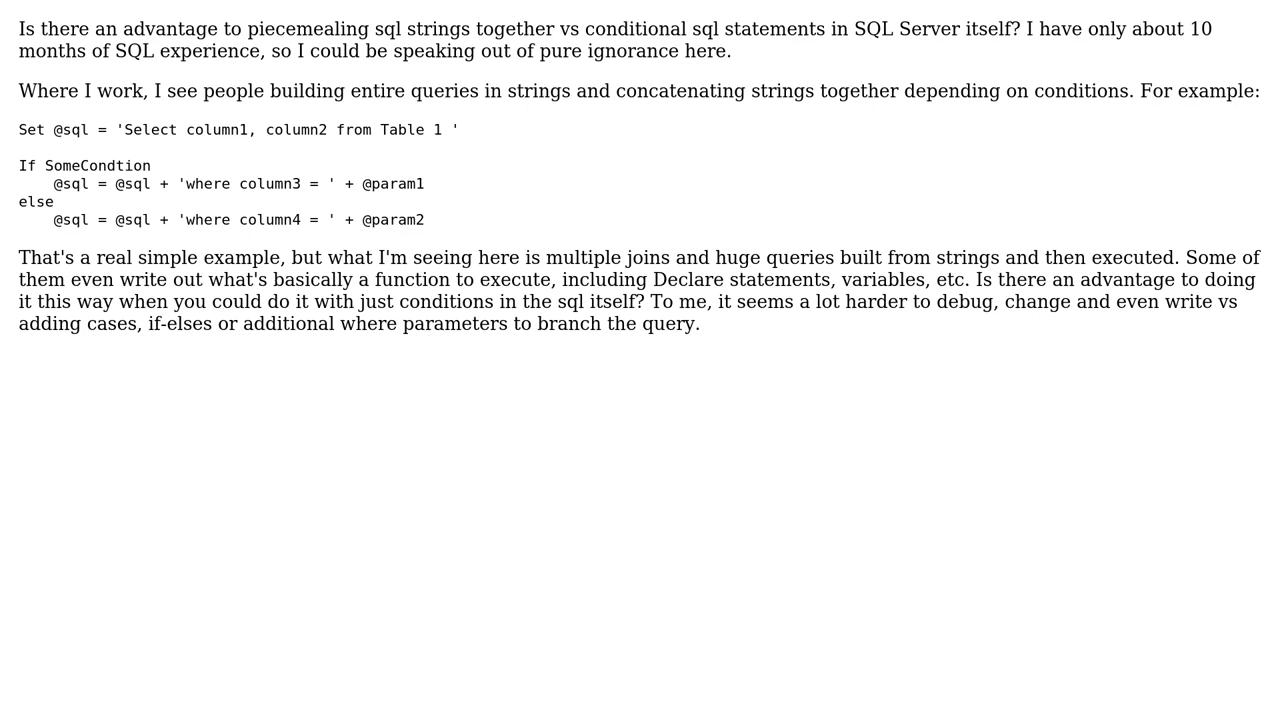 Is there an advantage to piecemealing sql strings together vs conditional sql statements in SQL Server itself? I have only about 10
months of SQL experience, so I could be speaking out of pure ignorance here.
Where I work, I see people building entire queries in strings and concatenating strings together depending on conditions. For example:
Set @sql = 'Select column1, column2 from Table 1 '
If SomeCondtion
    @sql = @sql + 'where column3 = ' + @param1
else
    @sql = @sql + 'where column4 = ' + @param2
That's a real simple example, but what I'm seeing here is multiple joins and huge queries built from strings and then executed. Some of
them even write out what's basically a function to execute, including Declare statements, variables, etc. Is there an advantage to doing
it this way when you could do it with just conditions in the sql itself? To me, it seems a lot harder to debug, change and even write vs
adding cases, if-elses or additional where parameters to branch the query.